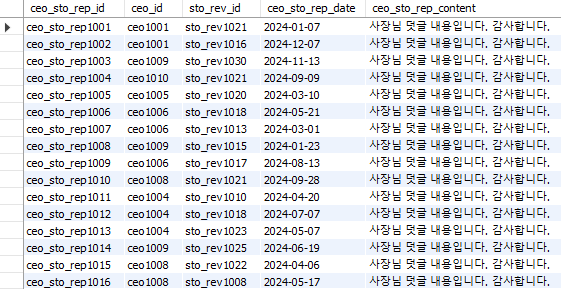 ceo_sto_rep_id ceo_id sto_rev_id ceo_sto_rep_date ceo_sto_rep_content
ceo_sto_rep1001 ceo1001 sto_rev1021 2024-01-07 사장님 덧글 내용입니다. 감사합니다.
ceo_sto_rep1002 ceo1001 sto_rev1016 2024-12-07 사장님 덧글 내용입니다. 감사합니다.
ceo_sto_rep1003 ceo1009 sto_rev1030 2024-11-13 사장님 덧글 내용입니다. 감사합니다.
ceo_sto_rep1004 ceo1010 sto_rev1021 2024-09-09 사장님 덧글 내용입니다. 감사합니다.
ceo_sto_rep1005 ceo1005 sto_rev1020 2024-03-10 사장님 덧글 내용입니다. 감사합니다.
ceo_sto_rep1006 ceo1006 sto_rev1018 2024-05-21 사장님 덧글 내용입니다. 감사합니다.
ceo_sto_rep1007 ceo1006 sto_rev1013 2024-03-01 사장님 덧글 내용입니다. 감사합니다.
ceo_sto_rep1008 ceo1009 sto_rev1015 2024-01-23 사장님 덧글 내용입니다. 감사합니다.
ceo_sto_rep1009 ceo1006 sto_rev1017 2024-08-13 사장님 덧글 내용입니다. 감사합니다.
ceo_sto_rep1010 ceo1008 sto_rev1021 2024-09-28 사장님 덧글 내용입니다. 감사합니다.
ceo_sto_rep1011 ceo1004 sto_rev1010 2024-04-20 사장님 덧글 내용입니다. 감사합니다.
ceo_sto_rep1012 ceo1004 sto_rev1018 2024-07-07 사장님 덧글 내용입니다. 감사합니다.
ceo_sto_rep1013 ceo1004 sto_rev1023 2024-05-07 사장님 덧글 내용입니다. 감사합니다.
ceo_sto_rep1014 ceo1009 sto_rev1025 2024-06-19 사장님 덧글 내용입니다. 감사합니다.
ceo_sto_rep1015 ceo1008 sto_rev1022 2024-04-06 사장님 덧글 내용입니다. 감사합니다.
ceo_sto_rep1016 ceo1008 sto_rev1008 2024-05-17 사장님 덧글 내용입니다. 감사합니다.